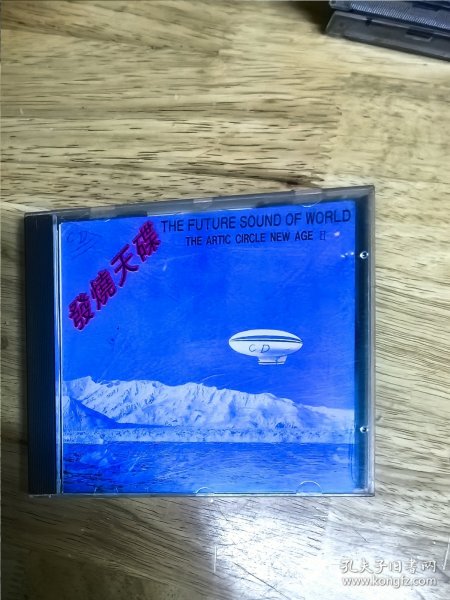 THE FUTURE SOUND OF WORLD
THE ARTIC CIRCLE NEW AGE II
發燒天碟
CD
CD
孔夫子旧书网
www.kongfz.com